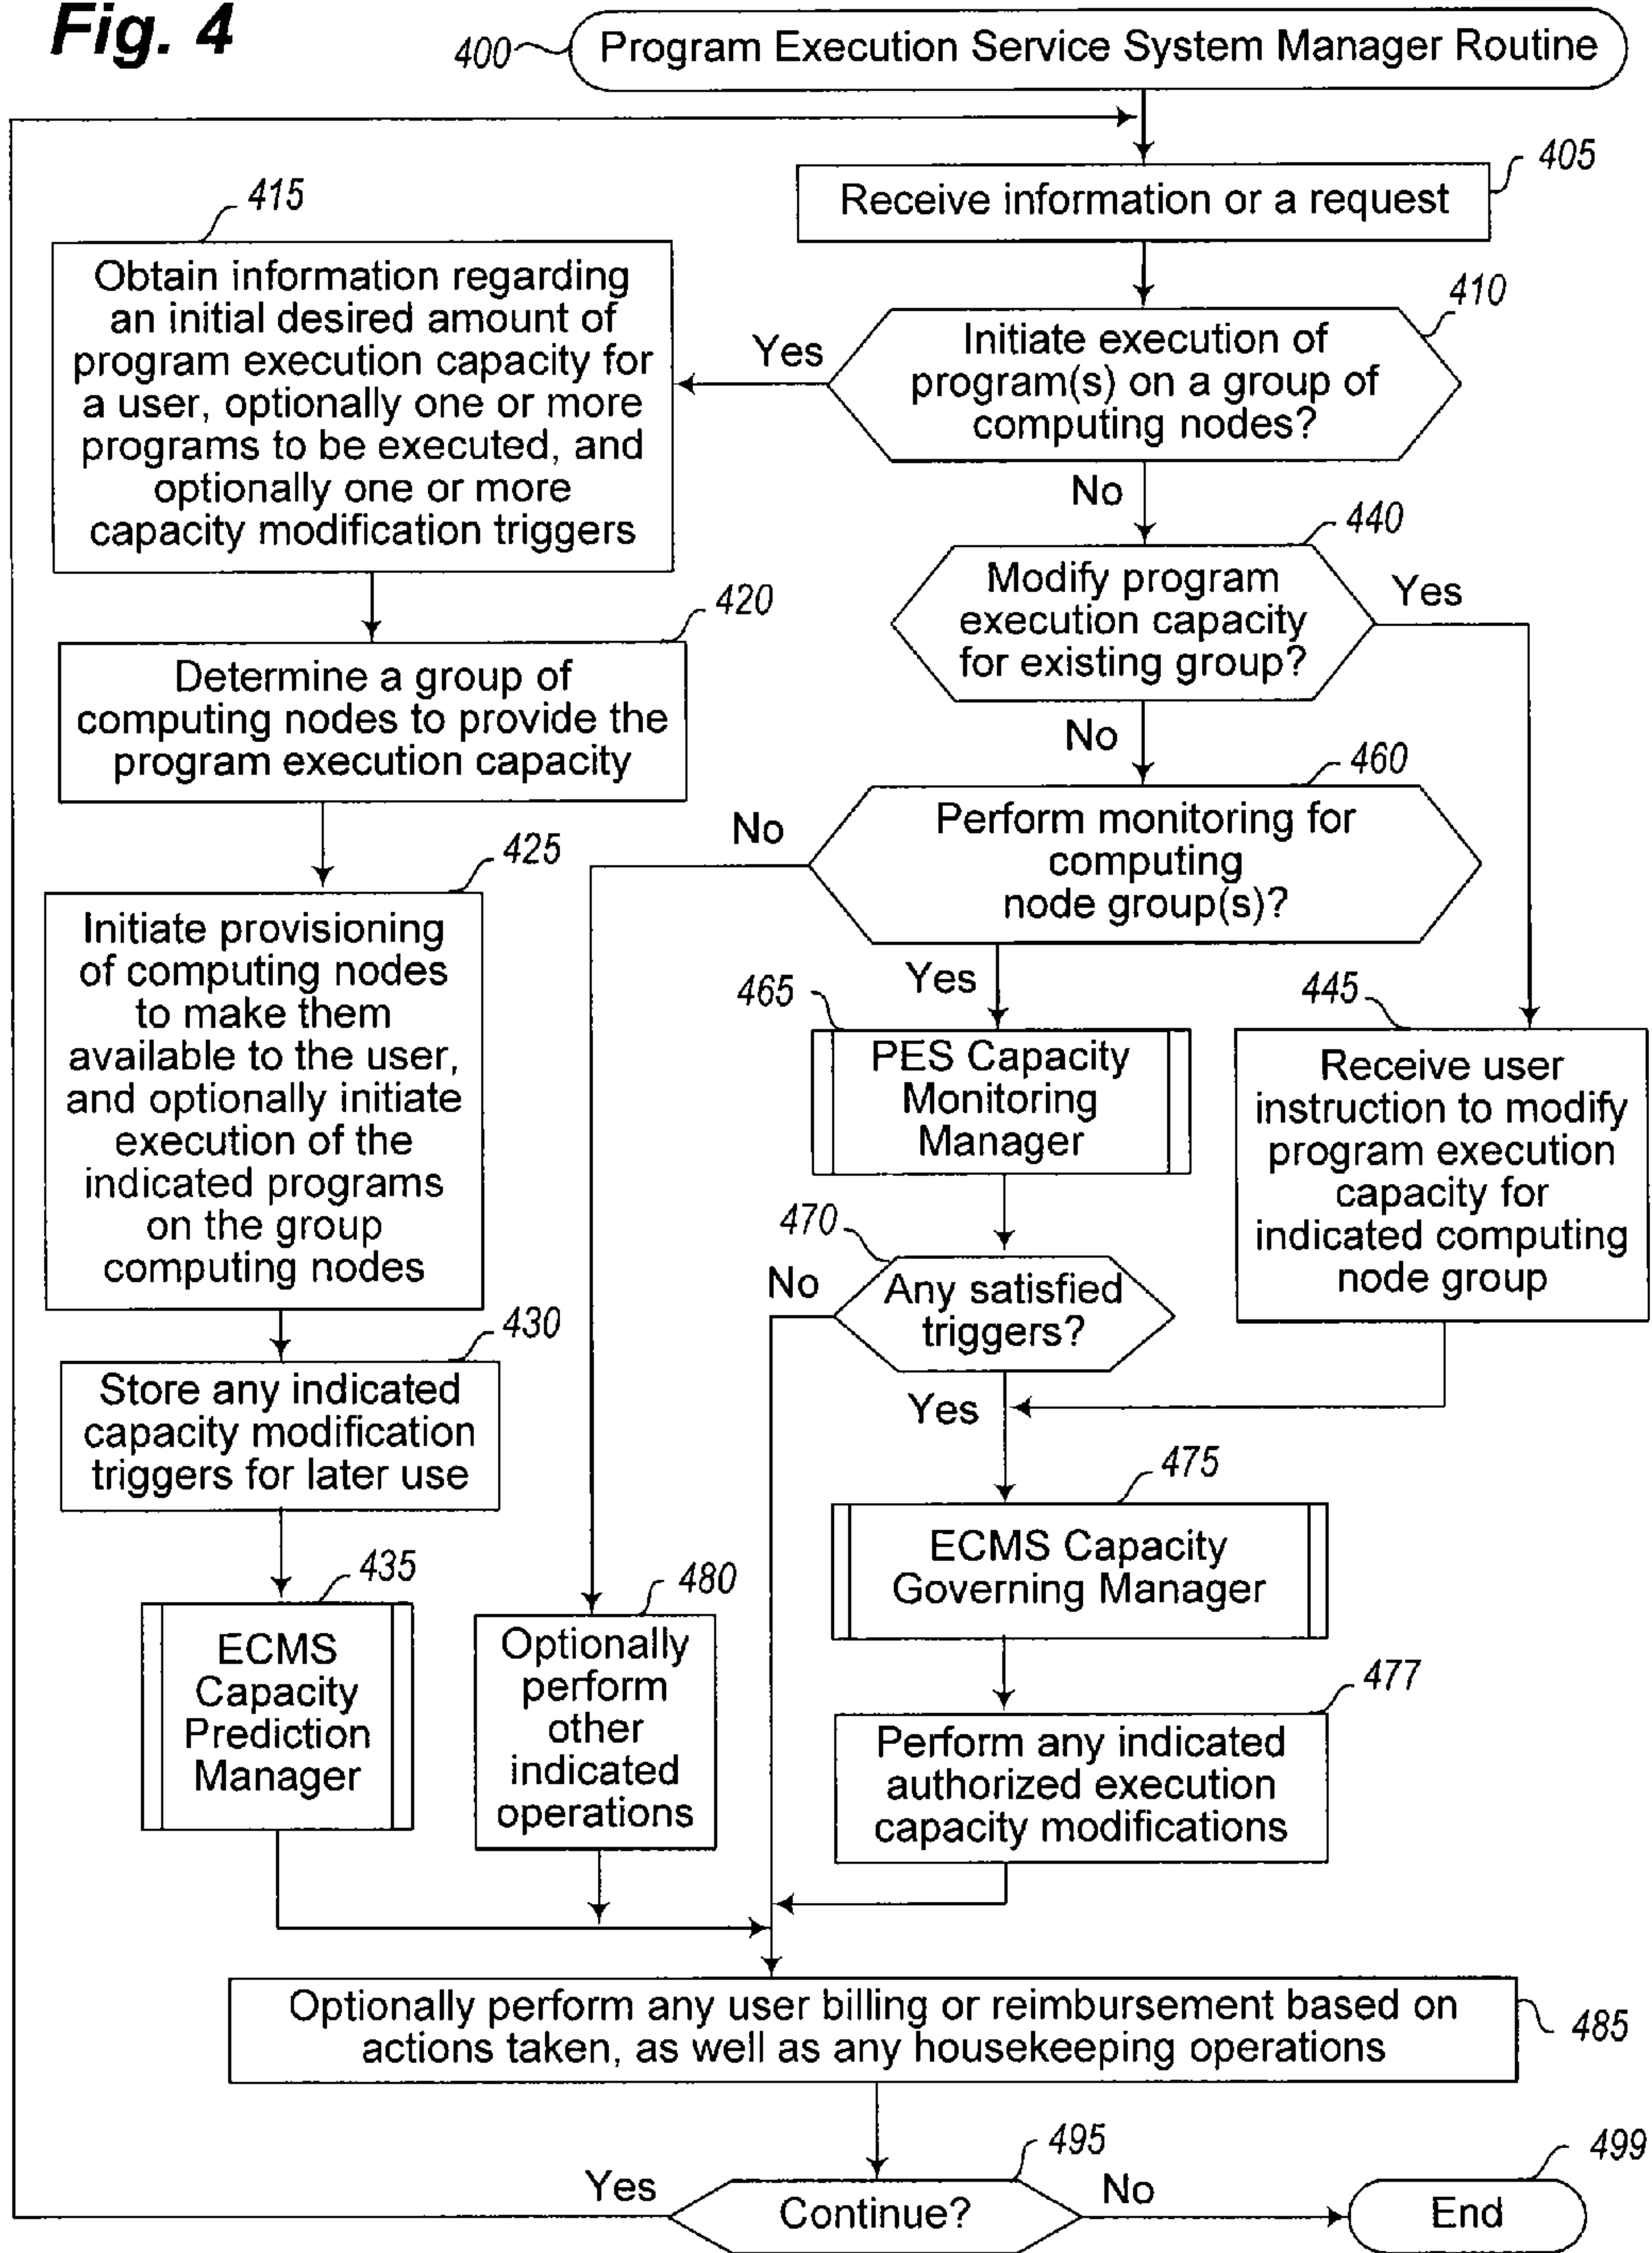 Fig. 4
400
Program Execution Service System Manager Routine
405
Receive information or a request
410
Initiate execution of
program(s) on a group of
computing nodes?
Yes
No
415
Obtain information regarding
an initial desired amount of
program execution capacity for
a user, optionally one or more
programs to be executed, and
optionally one or more
capacity modification triggers
420
Determine a group of
computing nodes to provide the
program execution capacity
425
Initiate provisioning
of computing nodes
to make them
available to the user,
and optionally initiate
execution of the
indicated programs
on the group
computing nodes
430
Store any indicated
capacity modification
triggers for later use
435
ECMS
Capacity
Prediction
Manager
440
Modify program
execution capacity
for existing group?
Yes
No
445
Receive user
instruction to modify
program execution
capacity for
indicated computing
node group
460
Perform monitoring for
computing
node group(s)?
No
Yes
465
PES Capacity
Monitoring
Manager
470
Any satisfied
triggers?
No
Yes
475
ECMS Capacity
Governing Manager
477
Perform any indicated
authorized execution
capacity modifications
480
Optionally
perform
other
indicated
operations
485
Optionally perform any user billing or reimbursement based on
actions taken, as well as any housekeeping operations
495
Continue?
Yes
No
499
End